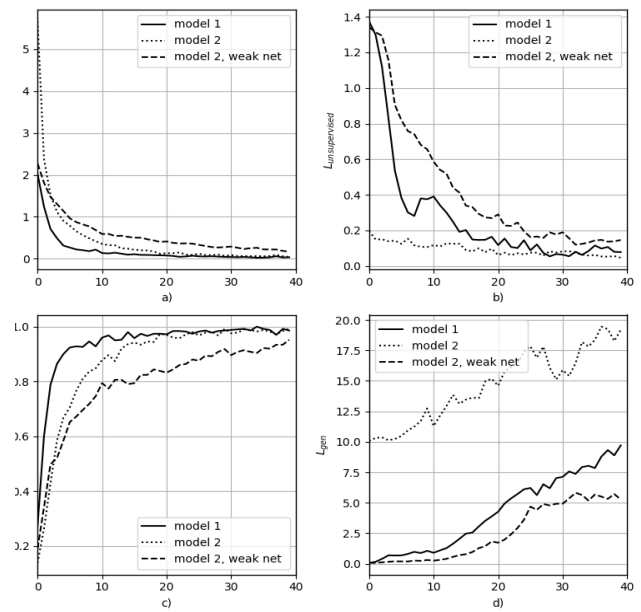 model 1
model 2
model 2, weak net
5
4
3
2
1
0
0 10 20 30 40
a)
model 1
model 2
model 2, weak net
1.4
1.2
1.0
0.8
0.6
0.4
0.2
0.0
L_unsupervised
0 10 20 30 40
b)
1.0
0.8
0.6
0.4
0.2
model 1
model 2
model 2, weak net
0 10 20 30 40
c)
20.0
17.5
15.0
12.5
10.0
7.5
5.0
2.5
0.0
L_gen
model 1
model 2
model 2, weak net
0 10 20 30 40
d)